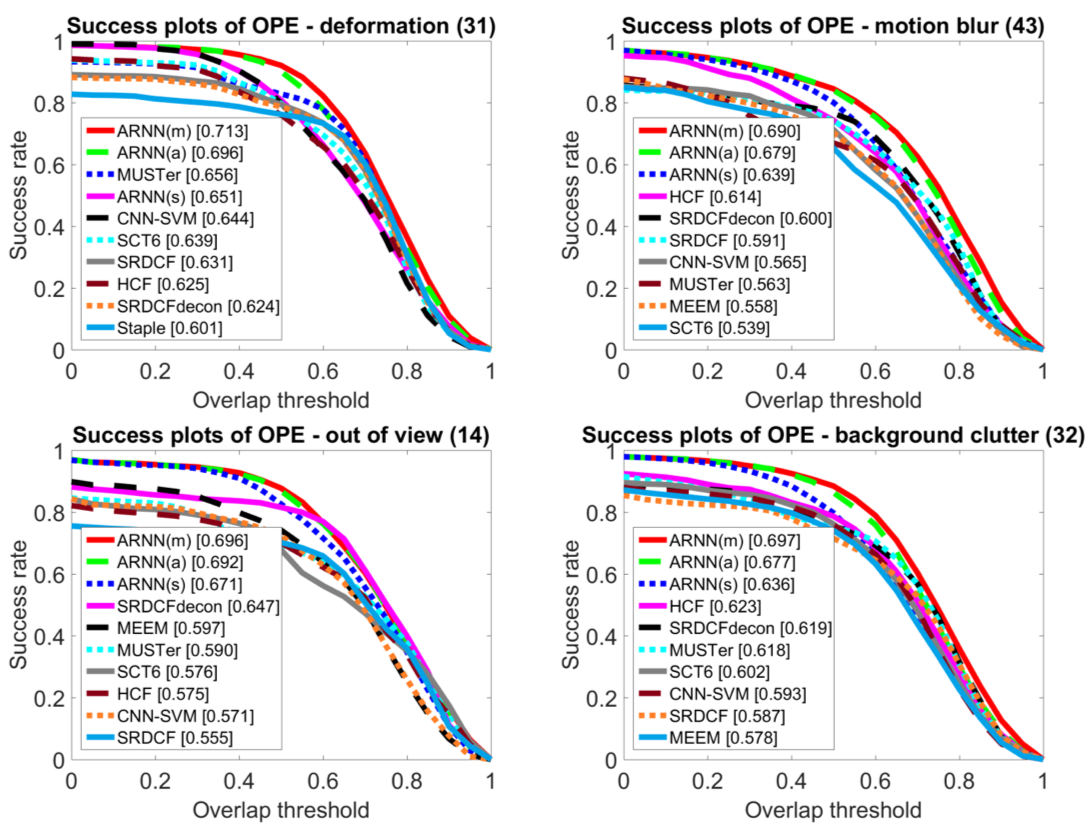 Success plots of OPE - deformation (31)
Success rate
1
0.8
0.6
0.4
0.2
0
ARNN(m) [0.713]
ARNN(a) [0.696]
MUSTer [0.656]
ARNN(s) [0.651]
CNN-SVM [0.644]
SCT6 [0.639]
SRDCF [0.631]
HCF [0.625]
SRDCFdecon [0.624]
Staple [0.601]
0 0.2 0.4 0.6 0.8 1
Overlap threshold
Success plots of OPE - motion blur (43)
Success rate
1
0.8
0.6
0.4
0.2
0
ARNN(m) [0.690]
ARNN(a) [0.679]
ARNN(s) [0.639]
HCF [0.614]
SRDCFdecon [0.600]
SRDCF [0.591]
CNN-SVM [0.565]
MUSTer [0.563]
MEEM [0.558]
SCT6 [0.539]
0 0.2 0.4 0.6 0.8 1
Overlap threshold
Success plots of OPE - out of view (14)
Success rate
1
0.8
0.6
0.4
0.2
0
ARNN(m) [0.696]
ARNN(a) [0.692]
ARNN(s) [0.671]
SRDCFdecon [0.647]
MEEM [0.597]
MUSTer [0.590]
SCT6 [0.576]
HCF [0.575]
CNN-SVM [0.571]
SRDCF [0.555]
0 0.2 0.4 0.6 0.8 1
Overlap threshold
Success plots of OPE - background clutter (32)
Success rate
1
0.8
0.6
0.4
0.2
0
ARNN(m) [0.697]
ARNN(a) [0.677]
ARNN(s) [0.636]
HCF [0.623]
SRDCFdecon [0.619]
MUSTer [0.618]
SCT6 [0.602]
CNN-SVM [0.593]
SRDCF [0.587]
MEEM [0.578]
0 0.2 0.4 0.6 0.8 1
Overlap threshold